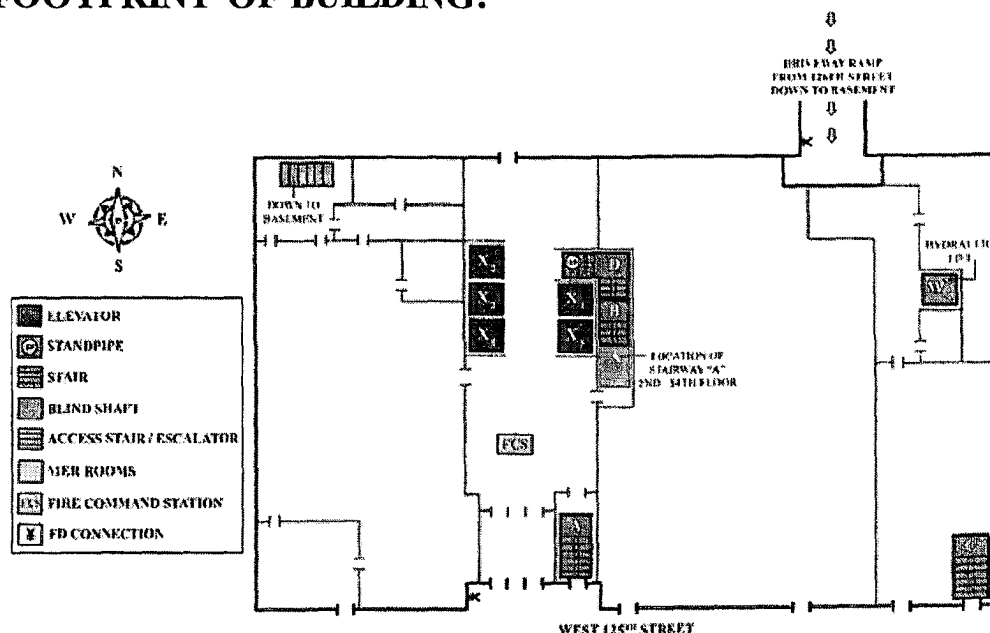 FOOTPRINT OF BUILDING:
DRIVEWAY RAMP
FROM 126TH STREET
DOWN TO BASEMENT
N
W E
S
DOWN TO
BASEMENT
HYDRAULIC
LIFT
W
X
X
X
X
X
D
B
A
LOCATION OF
STAIRWAY "A"
2ND - 14TH FLOOR
ELEVATOR
STANDPIPE
STAIR
BLIND SHAFT
ACCESS STAIR / ESCALATOR
MER ROOMS
FCS FIRE COMMAND STATION
FD CONNECTION
FCS
A
WEST 125TH STREET